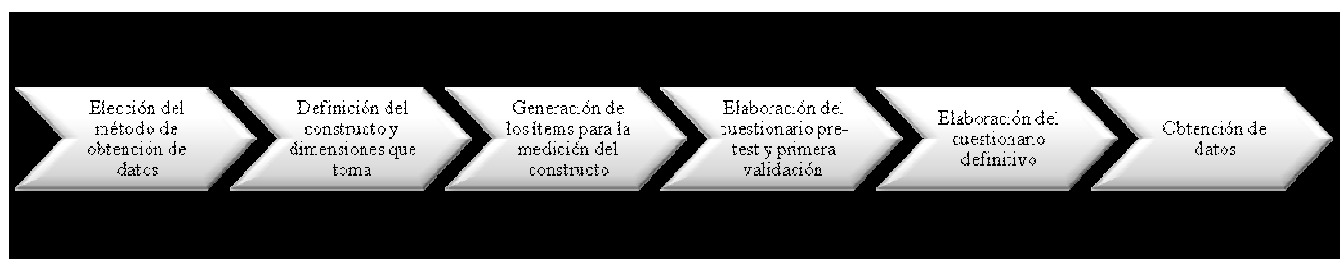 Elección del
método de
obtención de
datos
Definición del
constructo y
dimensiones que
toma
Generación de
los ítems para la
medición del
constructo
Elaboración del
cuestionario pre-
test y primera
validación
Elaboración del
cuestionario
definitivo
Obtención de
datos